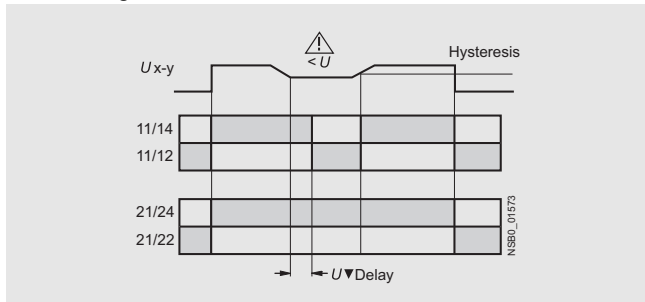 Hysteresis
< U
U x-y
11/14
11/12
21/24
21/22
NSB0_01573
U▼Delay